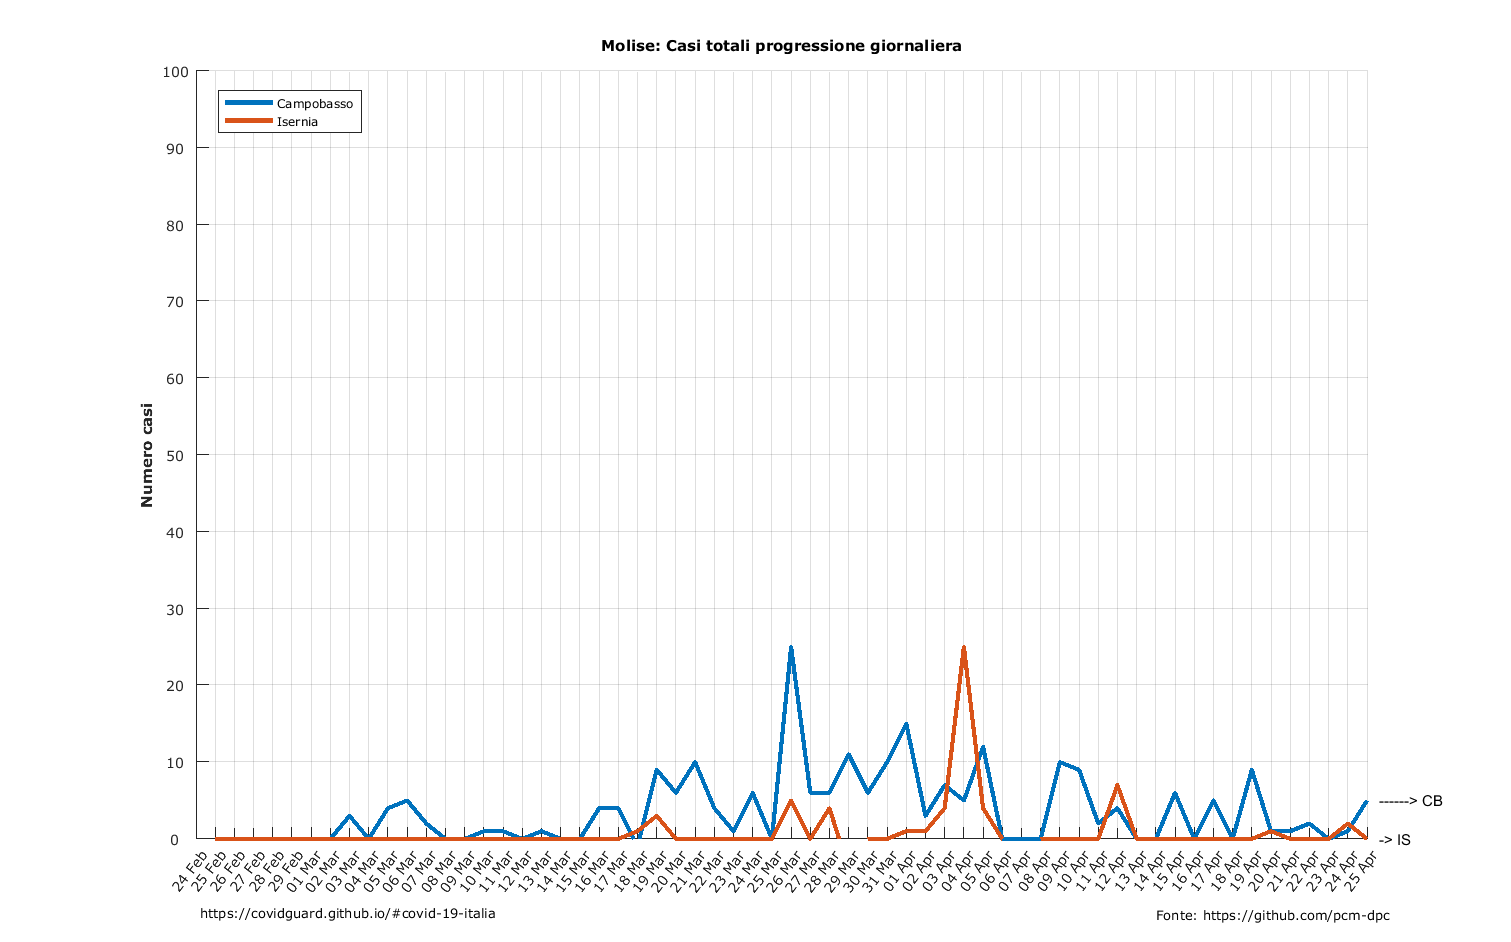 Molise: Casi totali progressione giornaliera
Campobasso
Isernia
Numero casi
100
90
80
70
60
50
40
30
20
10
0
------> CB
-> IS
24 Feb
25 Feb
26 Feb
27 Feb
28 Feb
29 Feb
01 Mar
02 Mar
03 Mar
04 Mar
05 Mar
06 Mar
07 Mar
08 Mar
09 Mar
10 Mar
11 Mar
12 Mar
13 Mar
14 Mar
15 Mar
16 Mar
17 Mar
18 Mar
19 Mar
20 Mar
21 Mar
22 Mar
23 Mar
24 Mar
25 Mar
26 Mar
27 Mar
28 Mar
29 Mar
30 Mar
31 Mar
01 Apr
02 Apr
03 Apr
04 Apr
05 Apr
06 Apr
07 Apr
08 Apr
09 Apr
10 Apr
11 Apr
12 Apr
13 Apr
14 Apr
15 Apr
16 Apr
17 Apr
18 Apr
19 Apr
20 Apr
21 Apr
22 Apr
23 Apr
24 Apr
25 Apr
https://covidguard.github.io/#covid-19-italia
Fonte: https://github.com/pcm-dpc